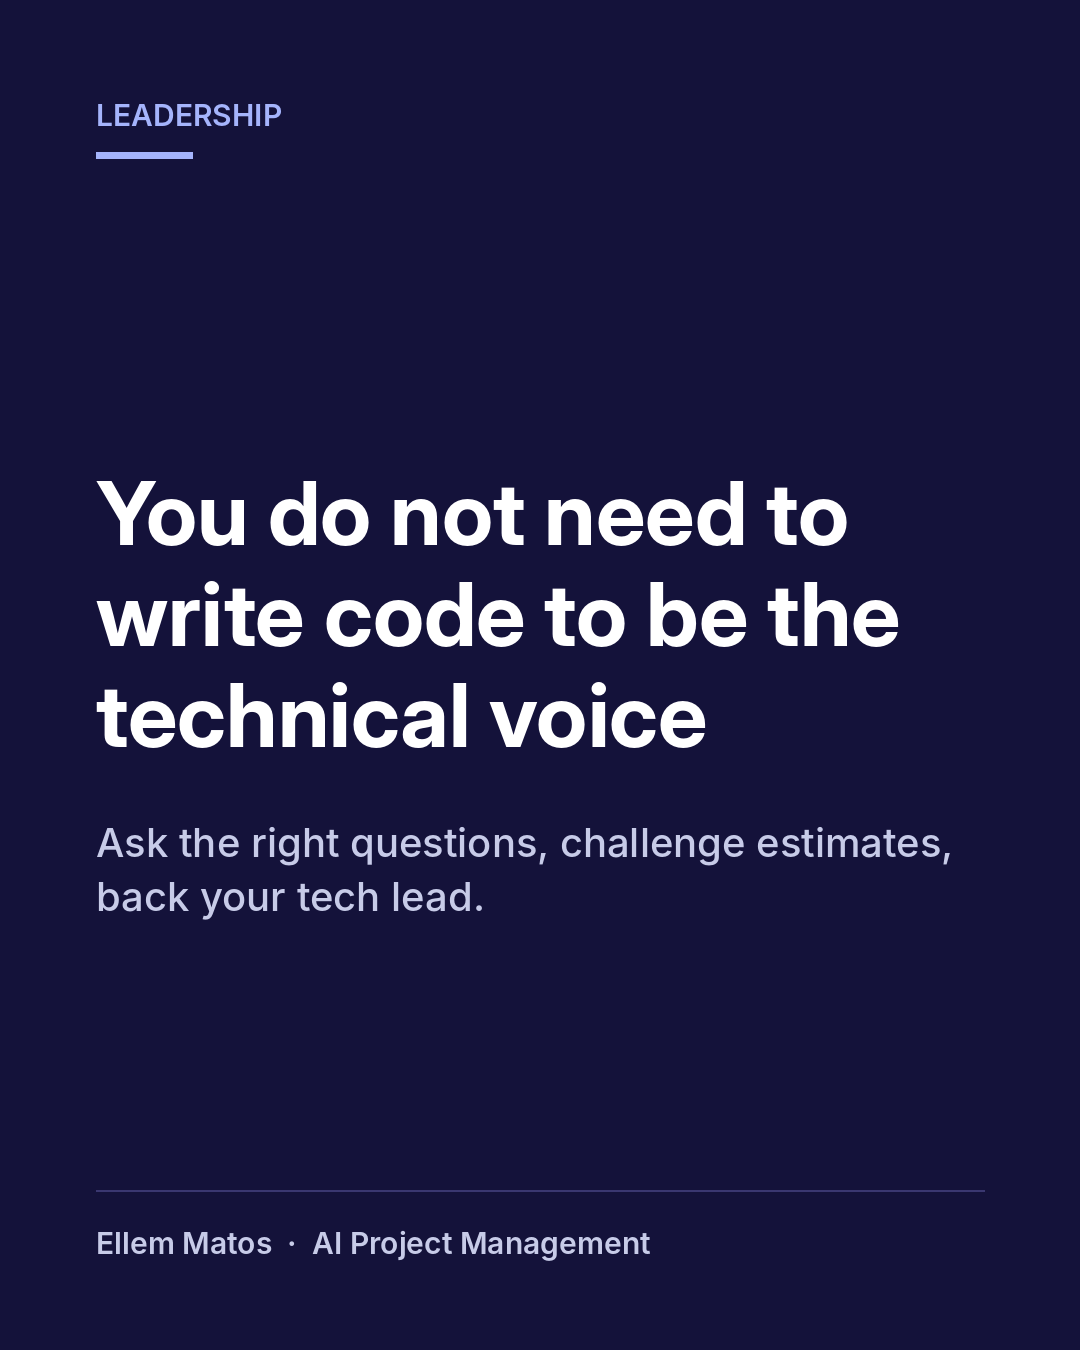 LEADERSHIP
You do not need to
write code to be the
technical voice
Ask the right questions, challenge estimates,
back your tech lead.
Ellem Matos · AI Project Management